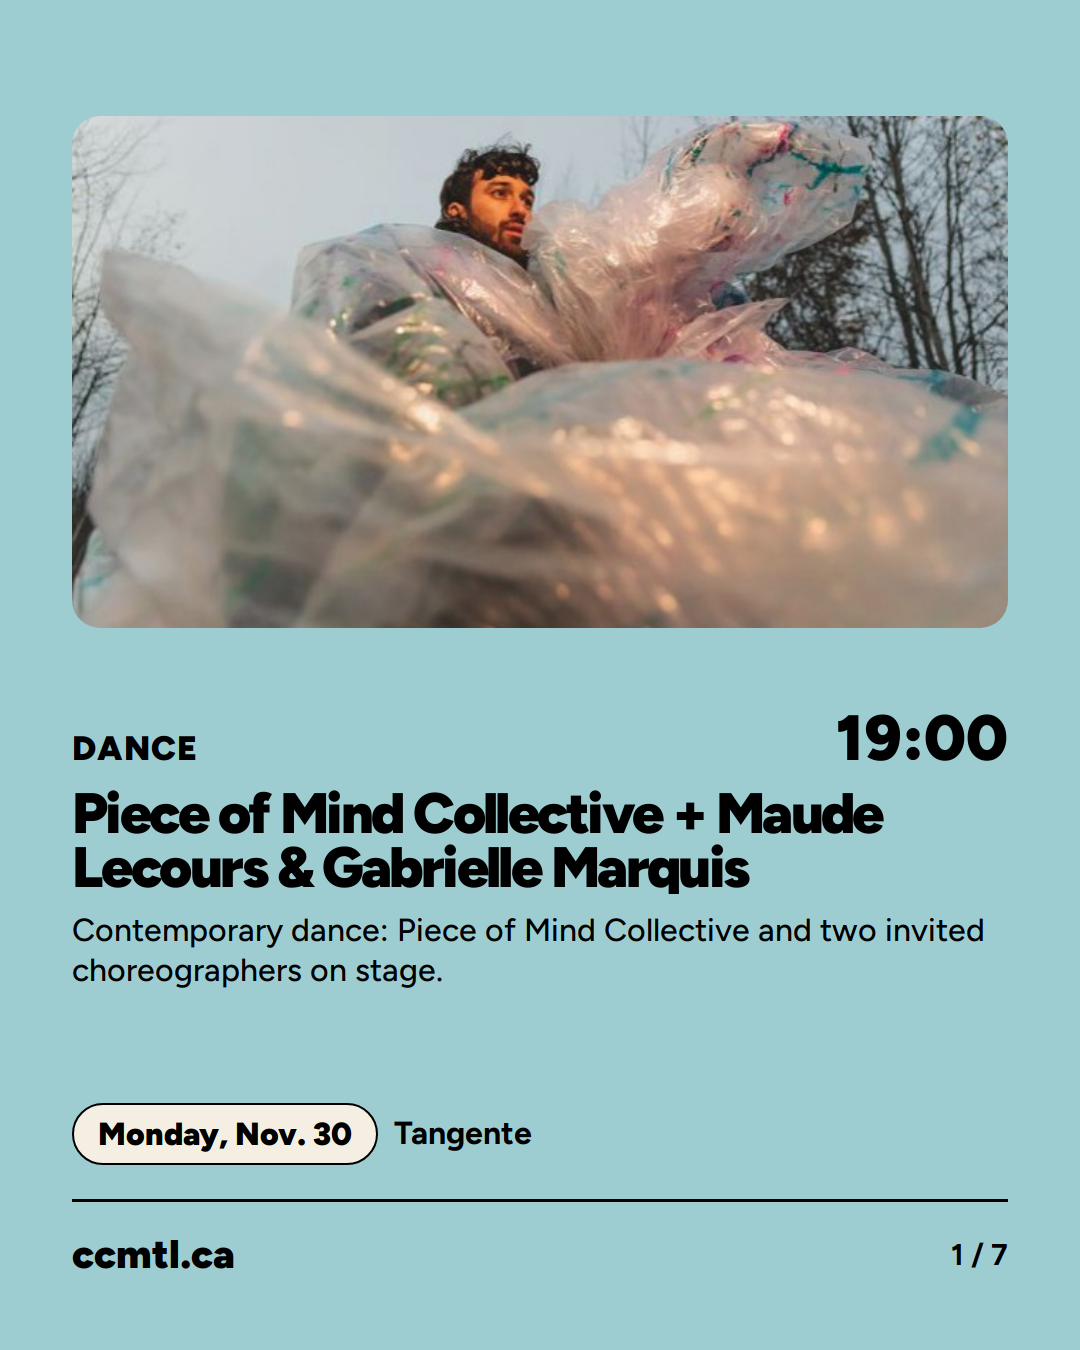 DANCE
19:00
Piece of Mind Collective + Maude
Lecours & Gabrielle Marquis
Contemporary dance: Piece of Mind Collective and two invited
choreographers on stage.
Monday, Nov. 30
Tangente
ccmtl.ca
1 / 7